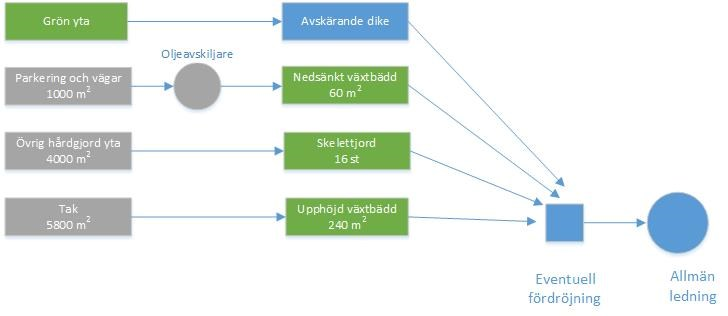 Grön yta
Avskärande dike
Oljeavskiljare
Parkering och vägar
1000 m²
Nedsänkt växtbädd
60 m²
Övrig hårdgjord yta
4000 m²
Skelettjord
16 st
Tak
5800 m²
Upphöjd växtbädd
240 m²
Eventuell
fördröjning
Allmän
ledning